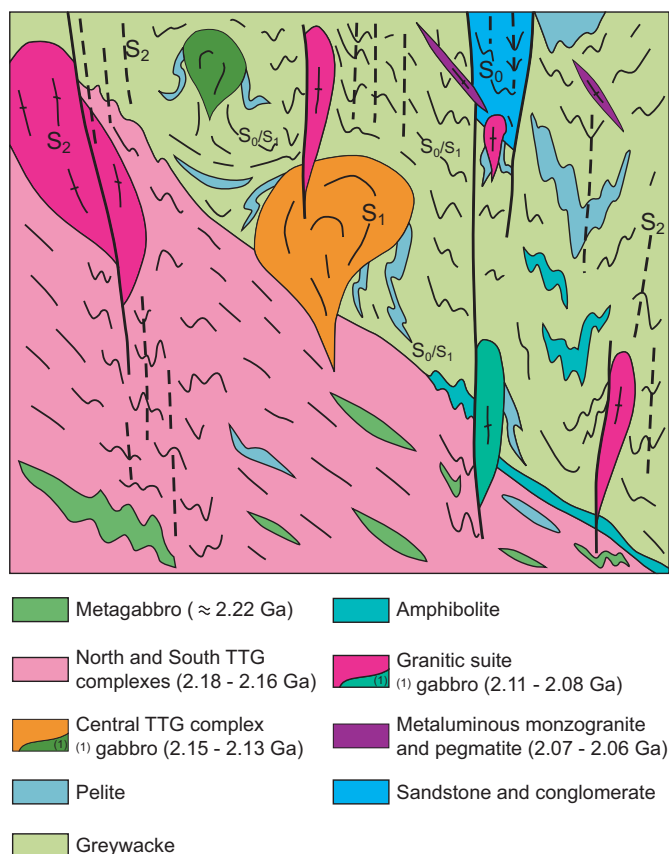 S2
S0
S0/S1
S0/S1
S2
S1
S2
S0/S1
Metagabbro ( ≈ 2.22 Ga)
North and South TTG
complexes (2.18 - 2.16 Ga)
(1)
Central TTG complex
(1) gabbro (2.15 - 2.13 Ga)
Pelite
Greywacke
Amphibolite
(1)
Granitic suite
(1) gabbro (2.11 - 2.08 Ga)
Metaluminous monzogranite
and pegmatite (2.07 - 2.06 Ga)
Sandstone and conglomerate